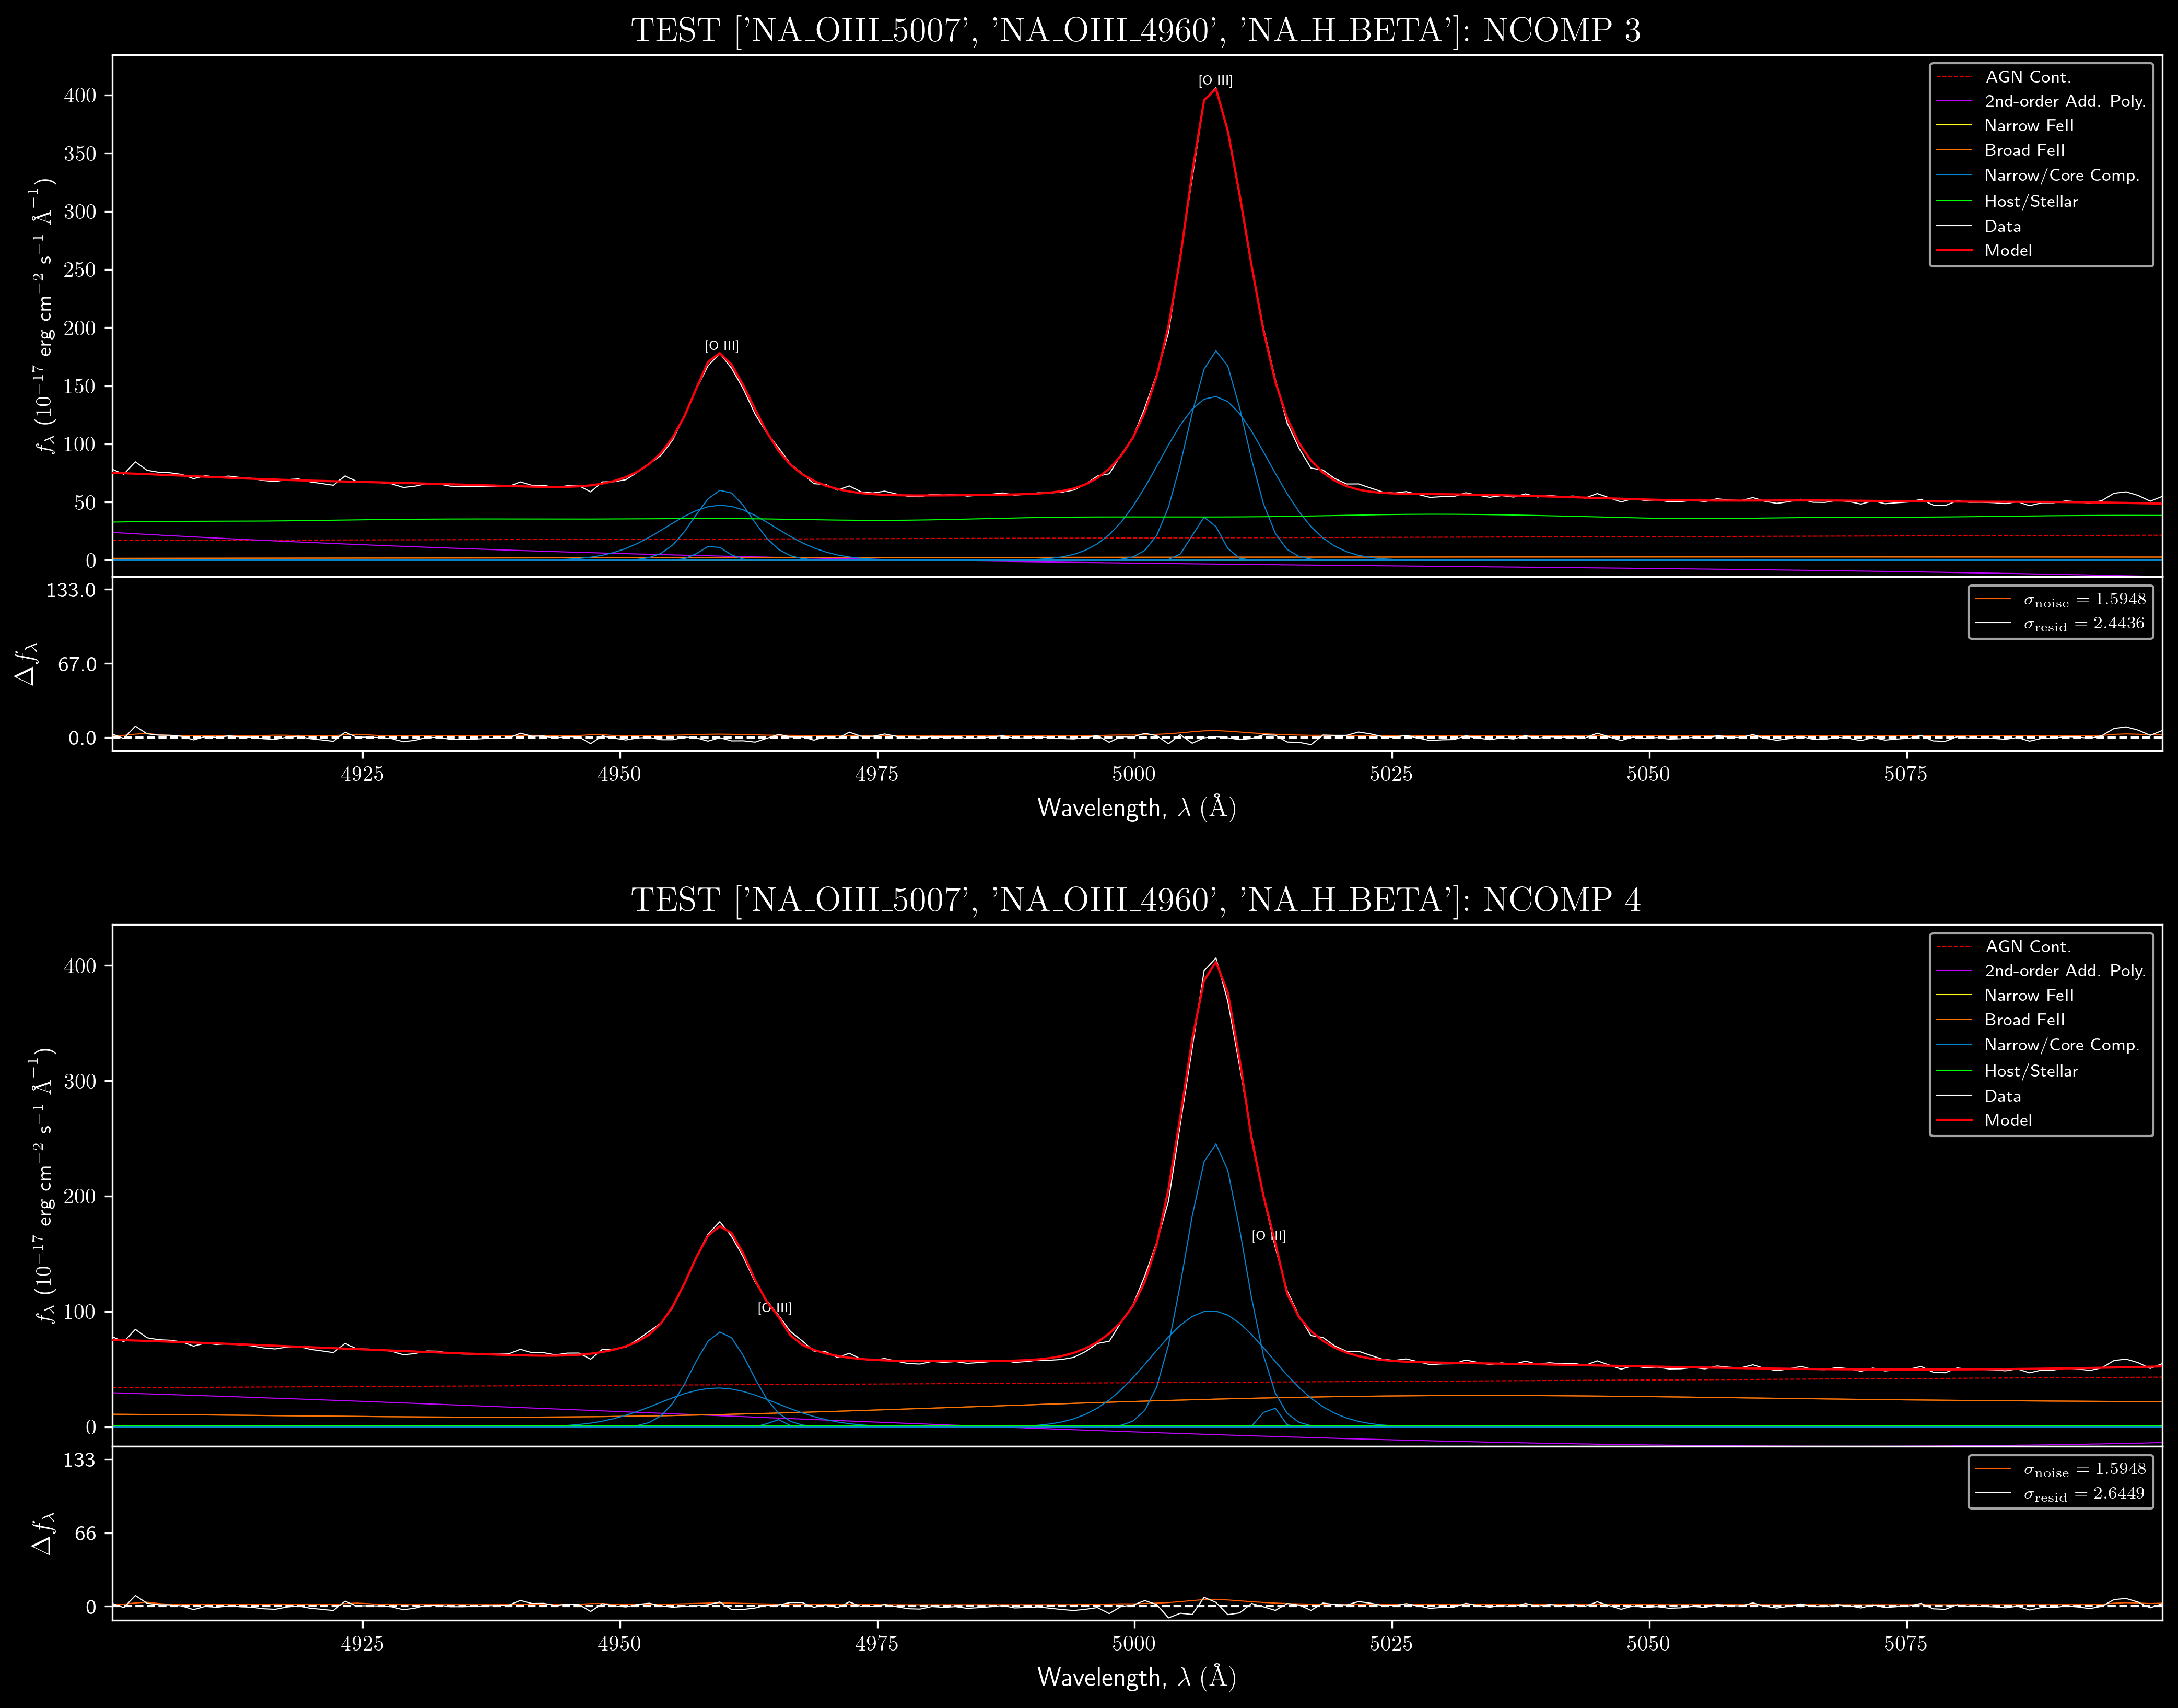 TEST ['NA_OIII_5007', 'NA_OIII_4960', 'NA_H_BETA']: NCOMP 3
[O III]
[O III]
AGN Cont.
2nd-order Add. Poly.
Narrow FeII
Broad FeII
Narrow/Core Comp.
Host/Stellar
Data
Model
400
350
300
250
200
150
100
50
0
f_λ (10⁻¹⁷ erg cm⁻² s⁻¹ Å⁻¹)
133.0
67.0
0.0
Δf_λ
σ_noise = 1.5948
σ_resid = 2.4436
4925 4950 4975 5000 5025 5050 5075
Wavelength, λ (Å)
TEST ['NA_OIII_5007', 'NA_OIII_4960', 'NA_H_BETA']: NCOMP 4
AGN Cont.
2nd-order Add. Poly.
Narrow FeII
Broad FeII
Narrow/Core Comp.
Host/Stellar
Data
Model
[O III]
[O III]
400
300
200
100
0
f_λ (10⁻¹⁷ erg cm⁻² s⁻¹ Å⁻¹)
133
66
0
Δf_λ
σ_noise = 1.5948
σ_resid = 2.6449
4925 4950 4975 5000 5025 5050 5075
Wavelength, λ (Å)